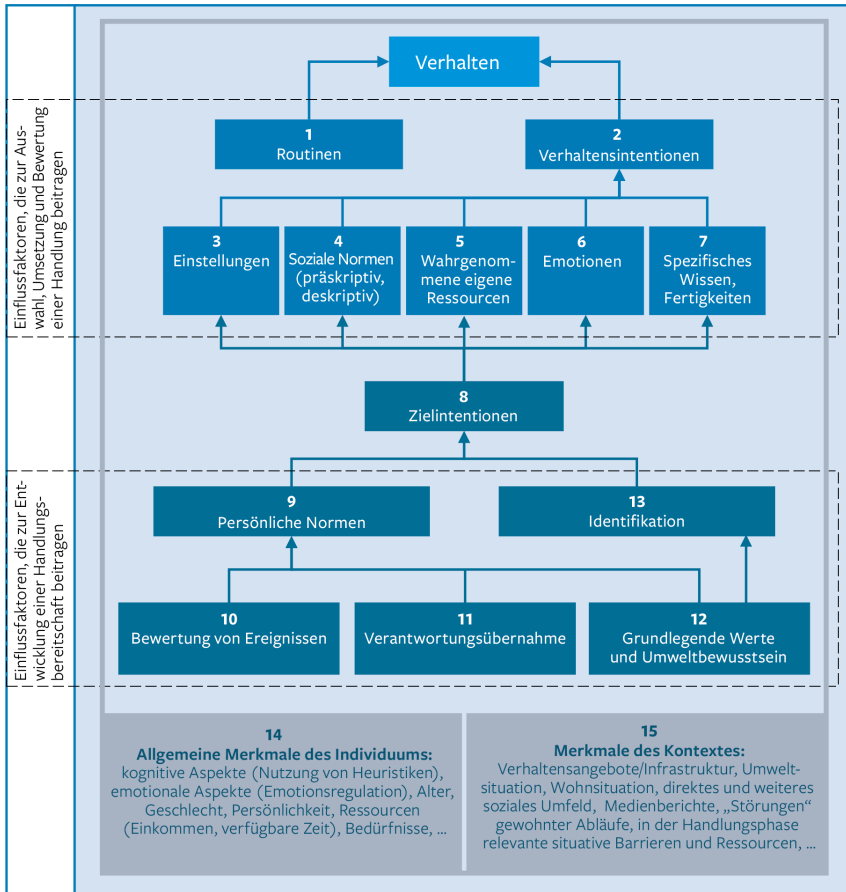 Verhalten
Einflussfaktoren, die zur Aus-
wahl, Umsetzung und Bewertung
einer Handlung beitragen
1
Routinen
2
Verhaltensintentionen
3
Einstellungen
4
Soziale Normen
(präskriptiv,
deskriptiv)
5
Wahrgenom-
mene eigene
Ressourcen
6
Emotionen
7
Spezifisches
Wissen,
Fertigkeiten
8
Zielintentionen
Einflussfaktoren, die zur Ent-
wicklung einer Handlungs-
bereitschaft beitragen
9
Persönliche Normen
13
Identifikation
10
Bewertung von Ereignissen
11
Verantwortungsübernahme
12
Grundlegende Werte
und Umweltbewusstsein
14
Allgemeine Merkmale des Individuums:
kognitive Aspekte (Nutzung von Heuristiken),
emotionale Aspekte (Emotionsregulation), Alter,
Geschlecht, Persönlichkeit, Ressourcen
(Einkommen, verfügbare Zeit), Bedürfnisse, ...
15
Merkmale des Kontextes:
Verhaltensangebote/Infrastruktur, Umwelt-
situation, Wohnsituation, direktes und weiteres
soziales Umfeld, Medienberichte, „Störungen“
gewohnter Abläufe, in der Handlungsphase
relevante situative Barrieren und Ressourcen, ...